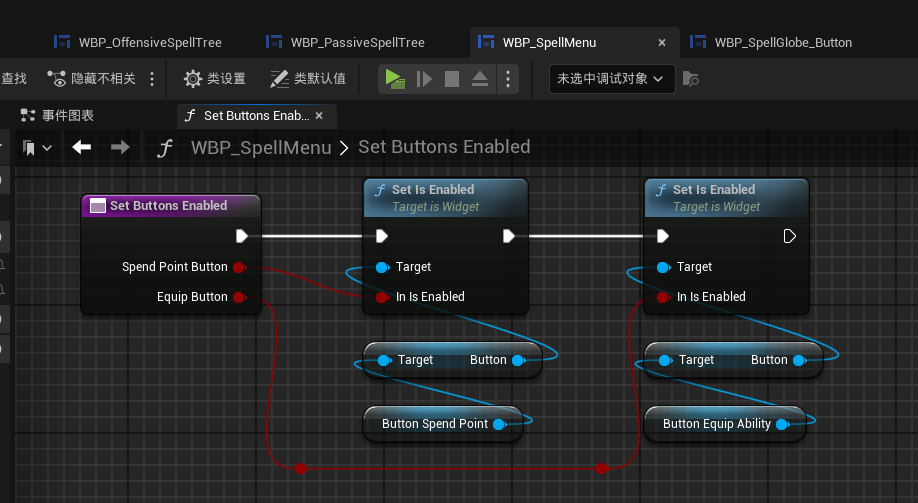 WBP_OffensiveSpellTree
WBP_PassiveSpellTree
WBP_SpellMenu
WBP_SpellGlobe_Button
查找
隐藏不相关
类设置
类默认值
未选中调试对象
事件图表
Set Buttons Enab...
WBP_SpellMenu > Set Buttons Enabled
Set Buttons Enabled
Spend Point Button
Equip Button
Set Is Enabled
Target is Widget
Target
In Is Enabled
Target Button
Button Spend Point
Set Is Enabled
Target is Widget
Target
In Is Enabled
Target Button
Button Equip Ability